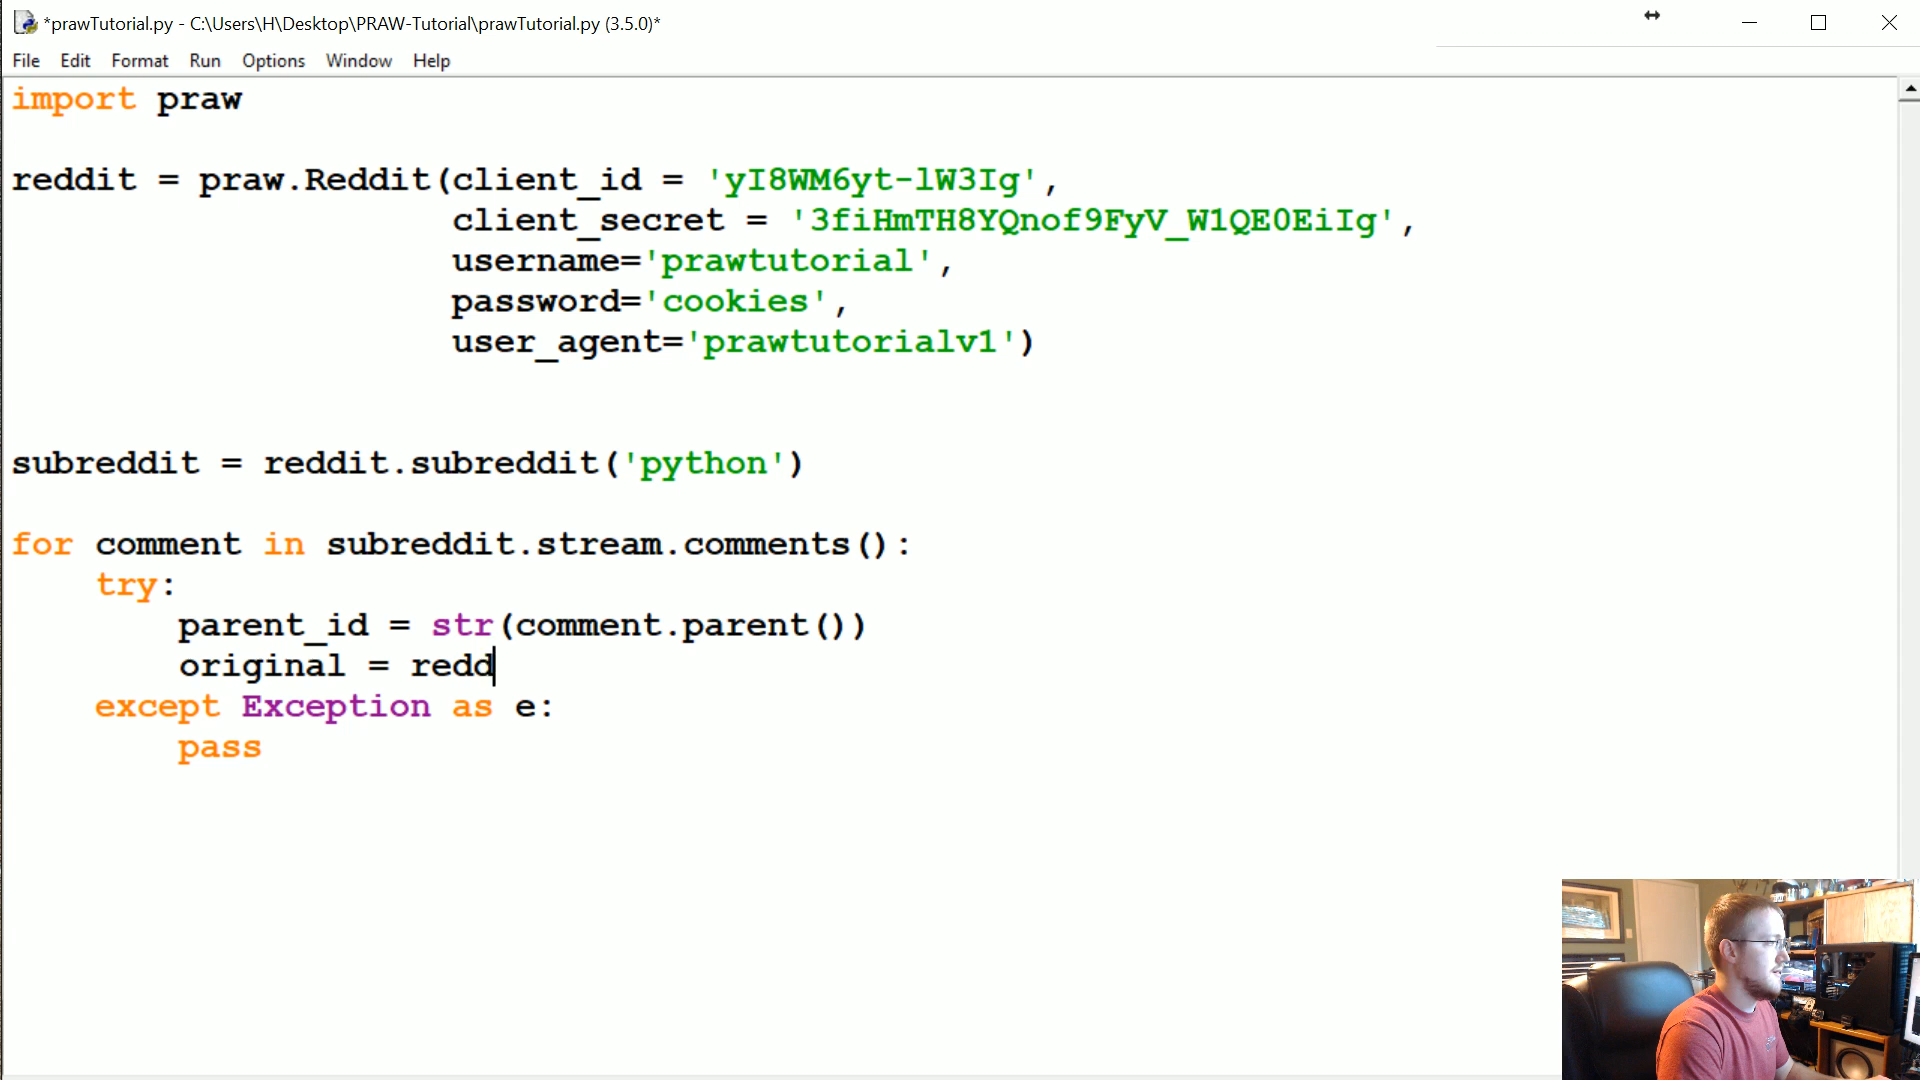 *prawTutorial.py - C:\Users\H\Desktop\PRAW-Tutorial\prawTutorial.py (3.5.0)*
File Edit Format Run Options Window Help
import praw
reddit = praw.Reddit(client_id = 'yI8WM6yt-lW3Ig',
client_secret = '3fiHmTH8YQnof9FyV_W1QE0EiIg',
username='prawtutorial',
password='cookies',
user_agent='prawtutorialv1')
subreddit = reddit.subreddit('python')
for comment in subreddit.stream.comments():
try:
parent_id = str(comment.parent())
original = redd
except Exception as e:
pass